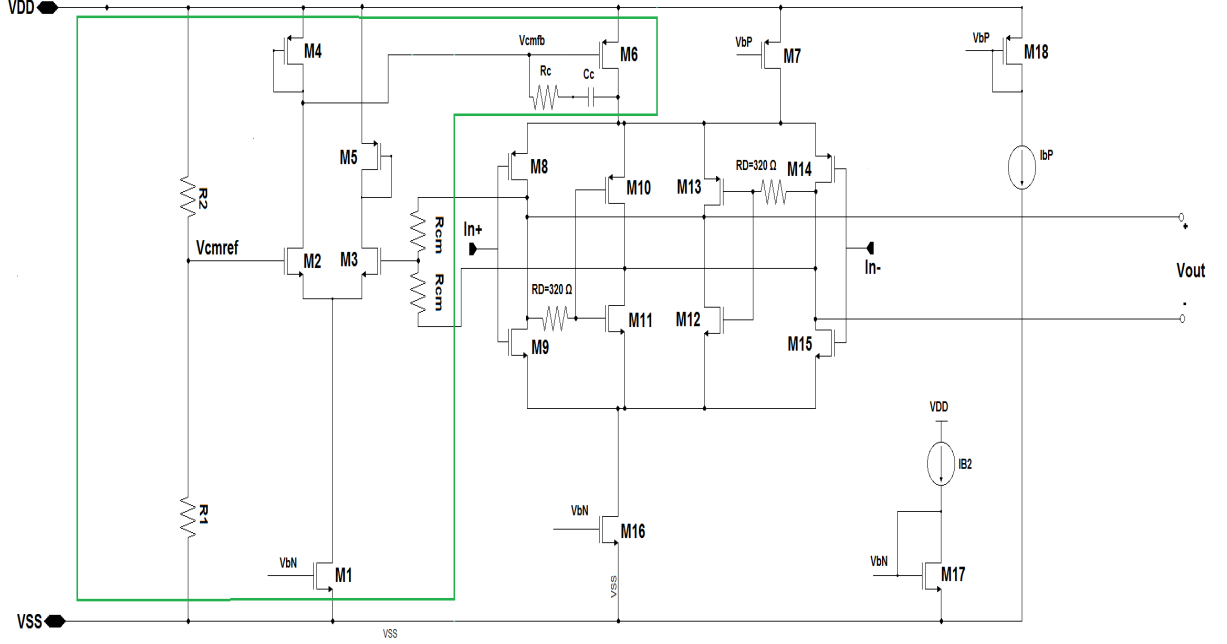 VDD
M4
Vcmfb
M6
VbP
M7
VbP
M18
Rc
Cc
M5
M8
M10
M13
RD=320 Ω
M14
IbP
R2
Rcm
In+
Vcmref
M2
M3
In-
Vout
+
-
Rcm
RD=320 Ω
M11
M12
M9
M15
VDD
IB2
R1
VbN
M16
VbN
M1
VSS
VbN
M17
VSS
VSS